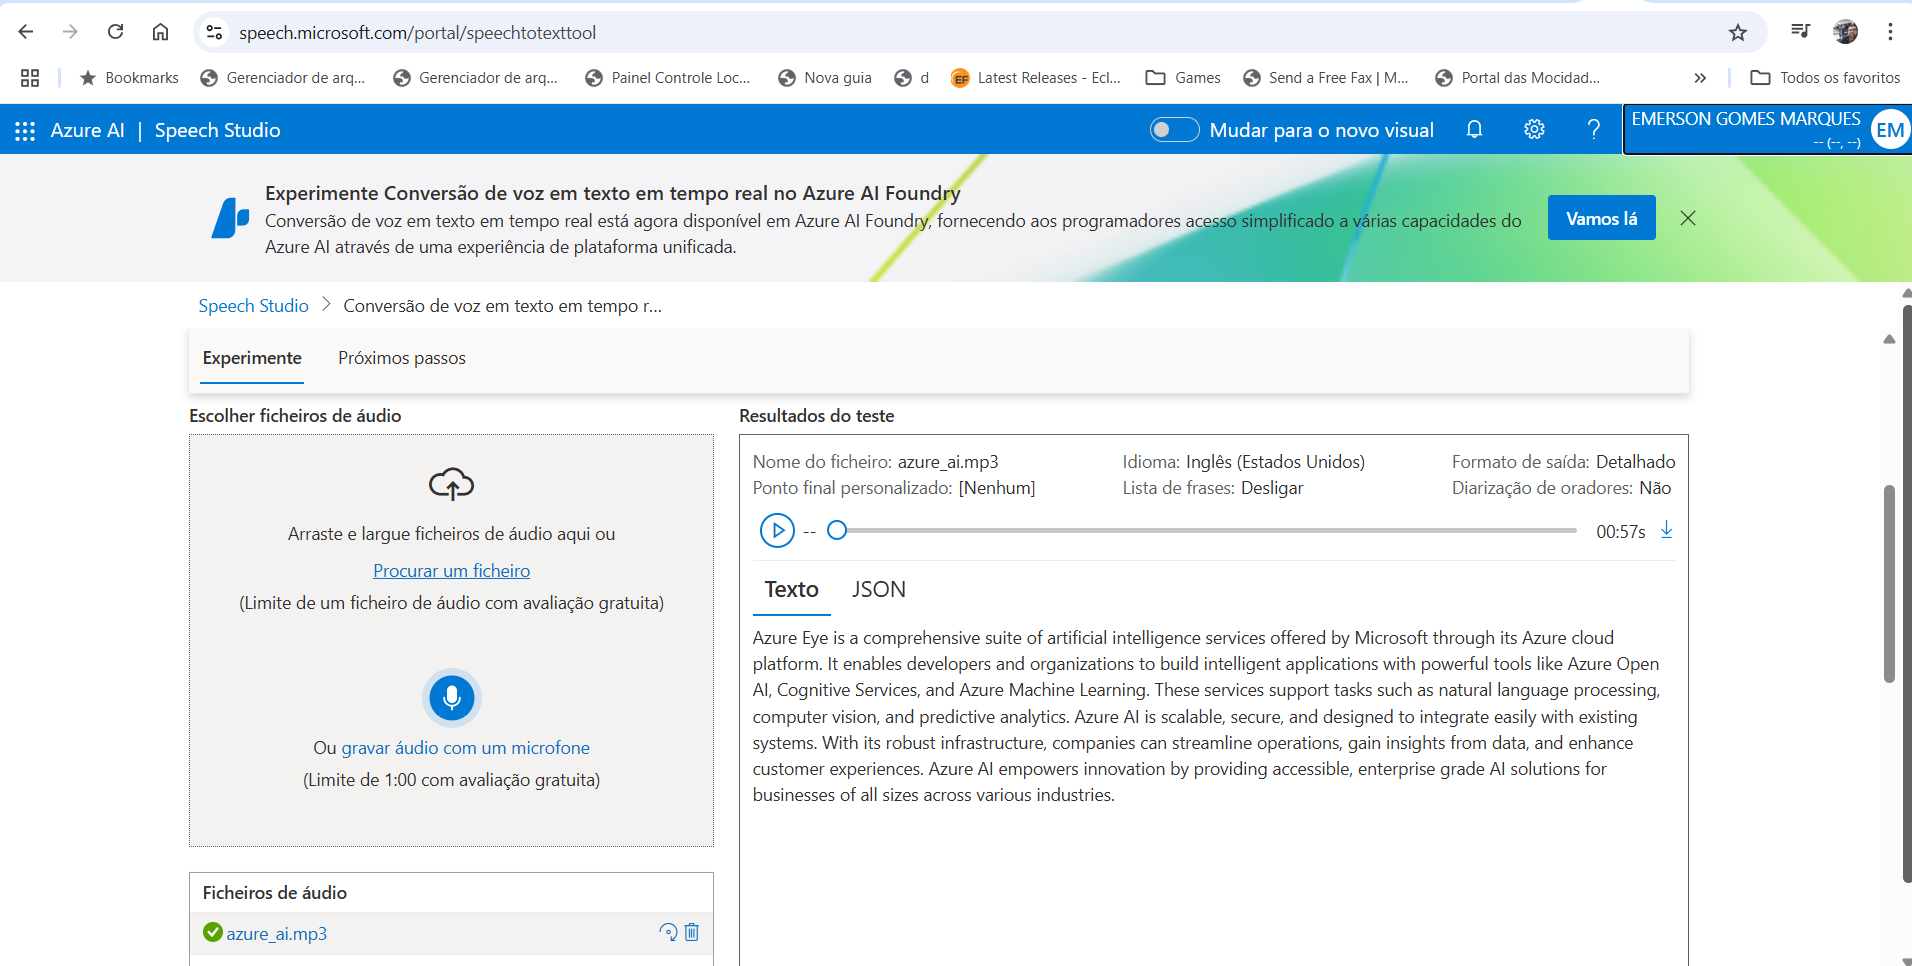 speech.microsoft.com/portal/speechtotexttool
Bookmarks
Gerenciador de arq...
Gerenciador de arq...
Painel Controle Loc...
Nova guia
d
Latest Releases - Ecl...
Games
Send a Free Fax | M...
Portal das Mocidad...
Todos os favoritos
Azure AI | Speech Studio
Mudar para o novo visual
EMERSON GOMES MARQUES
-- (--, --)
EM
Experimente Conversão de voz em texto em tempo real no Azure AI Foundry
Conversão de voz em texto em tempo real está agora disponível em Azure AI Foundry, fornecendo aos programadores acesso simplificado a várias capacidades do
Azure AI através de uma experiência de plataforma unificada.
Vamos lá
Speech Studio > Conversão de voz em texto em tempo r...
Experimente
Próximos passos
Escolher ficheiros de áudio
Arraste e largue ficheiros de áudio aqui ou
Procurar um ficheiro
(Limite de um ficheiro de áudio com avaliação gratuita)
Ou gravar áudio com um microfone
(Limite de 1:00 com avaliação gratuita)
Ficheiros de áudio
azure_ai.mp3
Resultados do teste
Nome do ficheiro: azure_ai.mp3
Idioma: Inglês (Estados Unidos)
Formato de saída: Detalhado
Ponto final personalizado: [Nenhum]
Lista de frases: Desligar
Diarização de oradores: Não
--
00:57s
Texto
JSON
Azure Eye is a comprehensive suite of artificial intelligence services offered by Microsoft through its Azure cloud
platform. It enables developers and organizations to build intelligent applications with powerful tools like Azure Open
AI, Cognitive Services, and Azure Machine Learning. These services support tasks such as natural language processing,
computer vision, and predictive analytics. Azure AI is scalable, secure, and designed to integrate easily with existing
systems. With its robust infrastructure, companies can streamline operations, gain insights from data, and enhance
customer experiences. Azure AI empowers innovation by providing accessible, enterprise grade AI solutions for
businesses of all sizes across various industries.